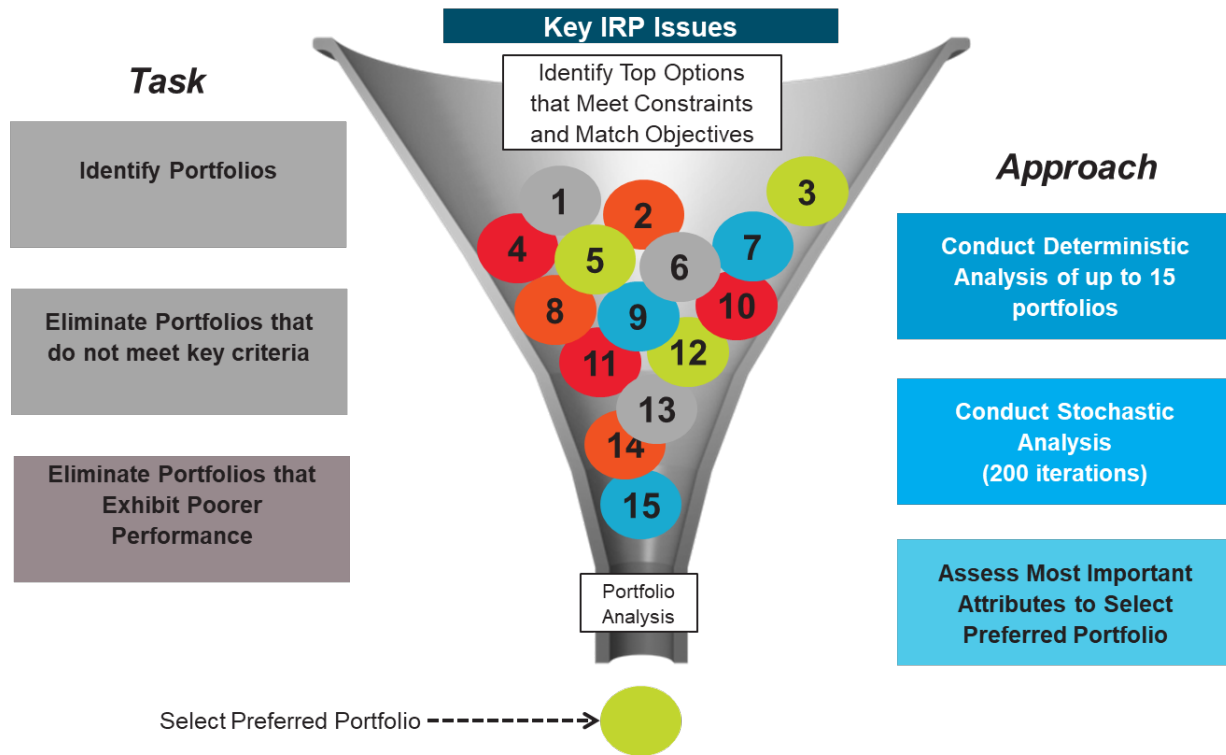 Key IRP Issues
Identify Top Options
that Meet Constraints
and Match Objectives
Task
Identify Portfolios
Eliminate Portfolios that
do not meet key criteria
Eliminate Portfolios that
Exhibit Poorer
Performance
1
2
3
4
5
6
7
8
9
10
11
12
13
14
15
Approach
Conduct Deterministic
Analysis of up to 15
portfolios
Conduct Stochastic
Analysis
(200 iterations)
Assess Most Important
Attributes to Select
Preferred Portfolio
Portfolio
Analysis
Select Preferred Portfolio